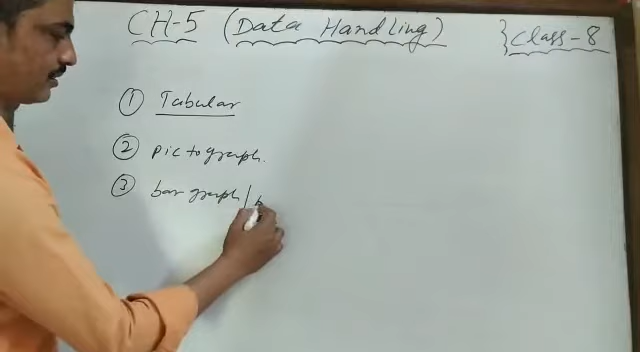 CH-5 (Data Handling) } Class-8
① Tabular
② pictograph.
③ bar graph/b